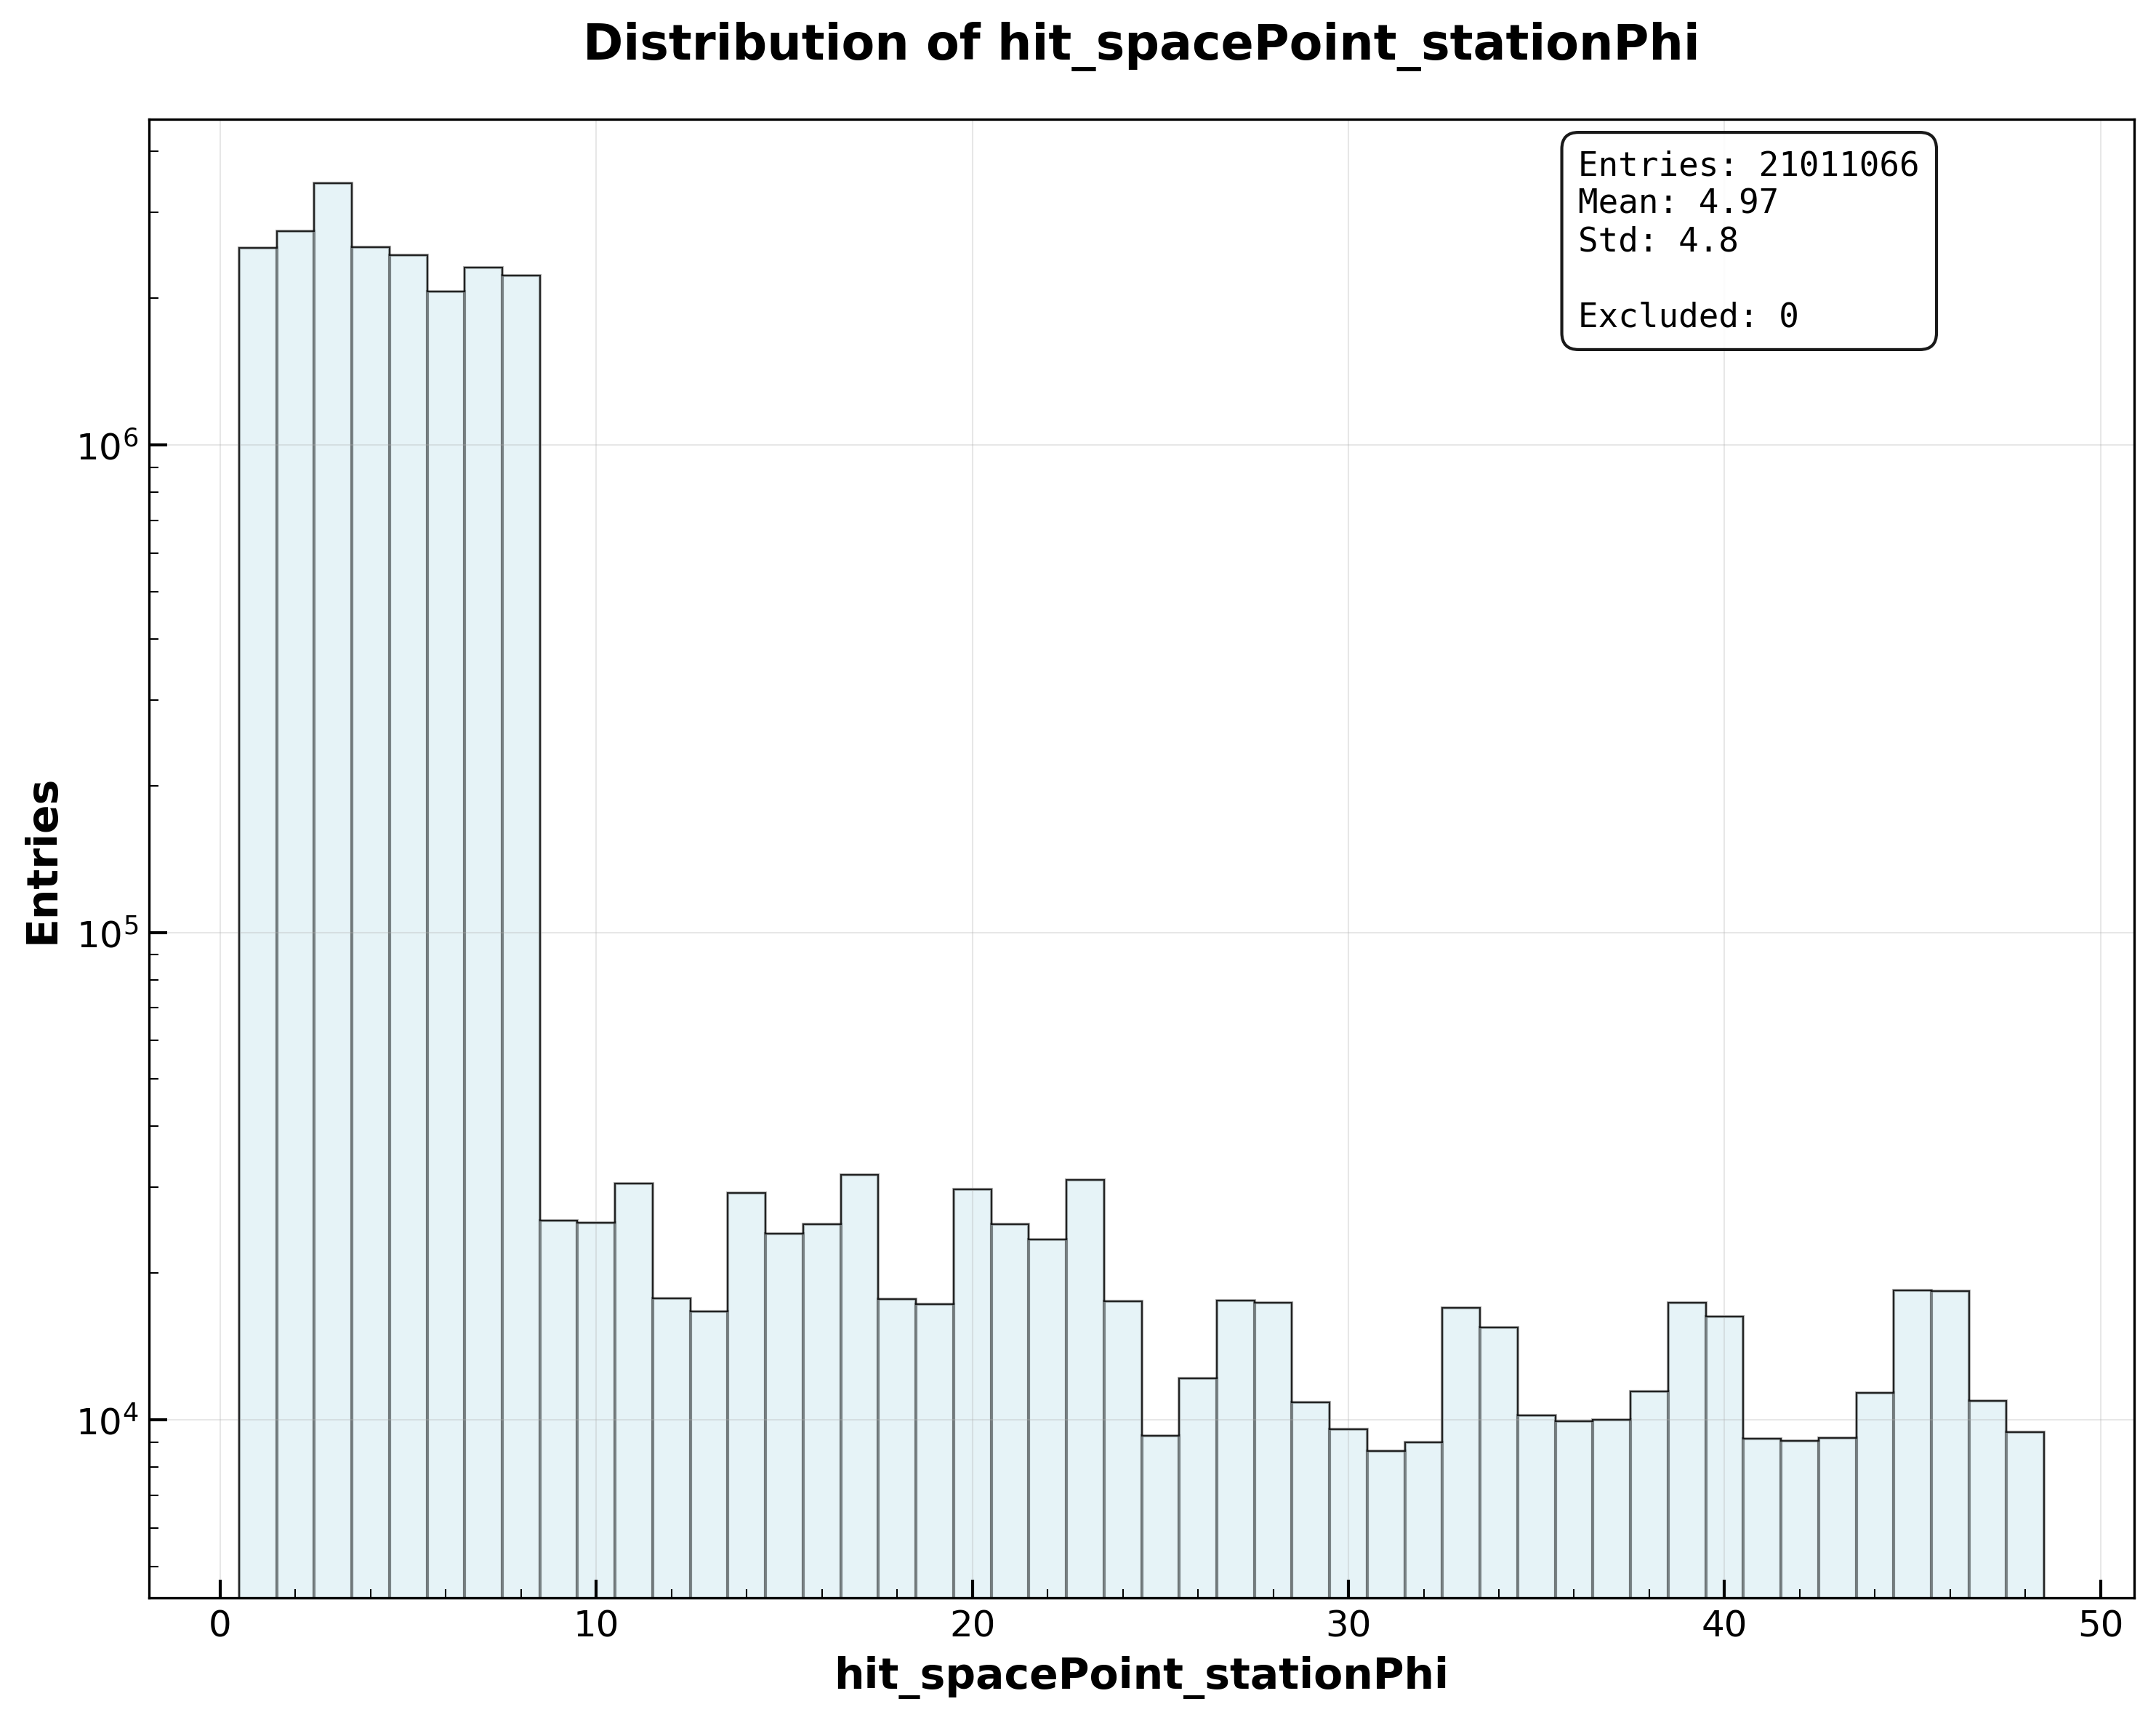 Distribution of hit_spacePoint_stationPhi
Entries: 21011066
Mean: 4.97
Std: 4.8
Excluded: 0
10^6
10^5
10^4
Entries
0 10 20 30 40 50
hit_spacePoint_stationPhi